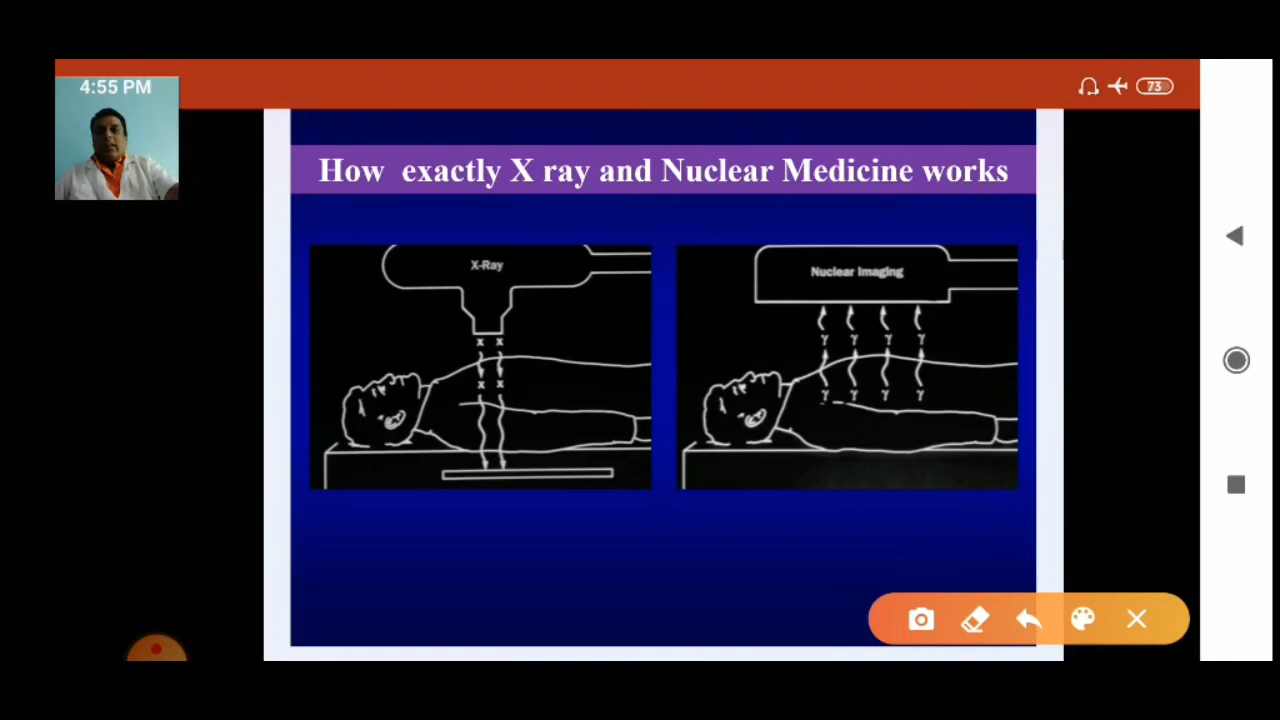 4:55 PM
73
How exactly X ray and Nuclear Medicine works
X-Ray
x x
x x
Nuclear Imaging
γ γ γ γ
γ γ γ γ